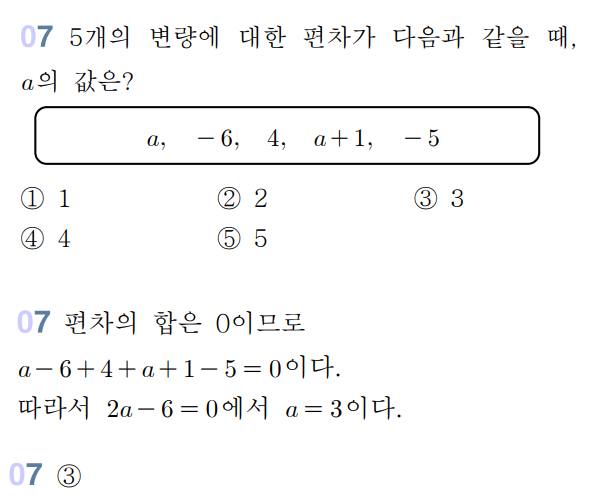 07 5개의 변량에 대한 편차가 다음과 같을 때,
a의 값은?
a, −6, 4, a+1, −5
① 1 ② 2 ③ 3
④ 4 ⑤ 5
07 편차의 합은 0이므로
a−6+4+a+1−5=0이다.
따라서 2a−6=0에서 a=3이다.
07 ③